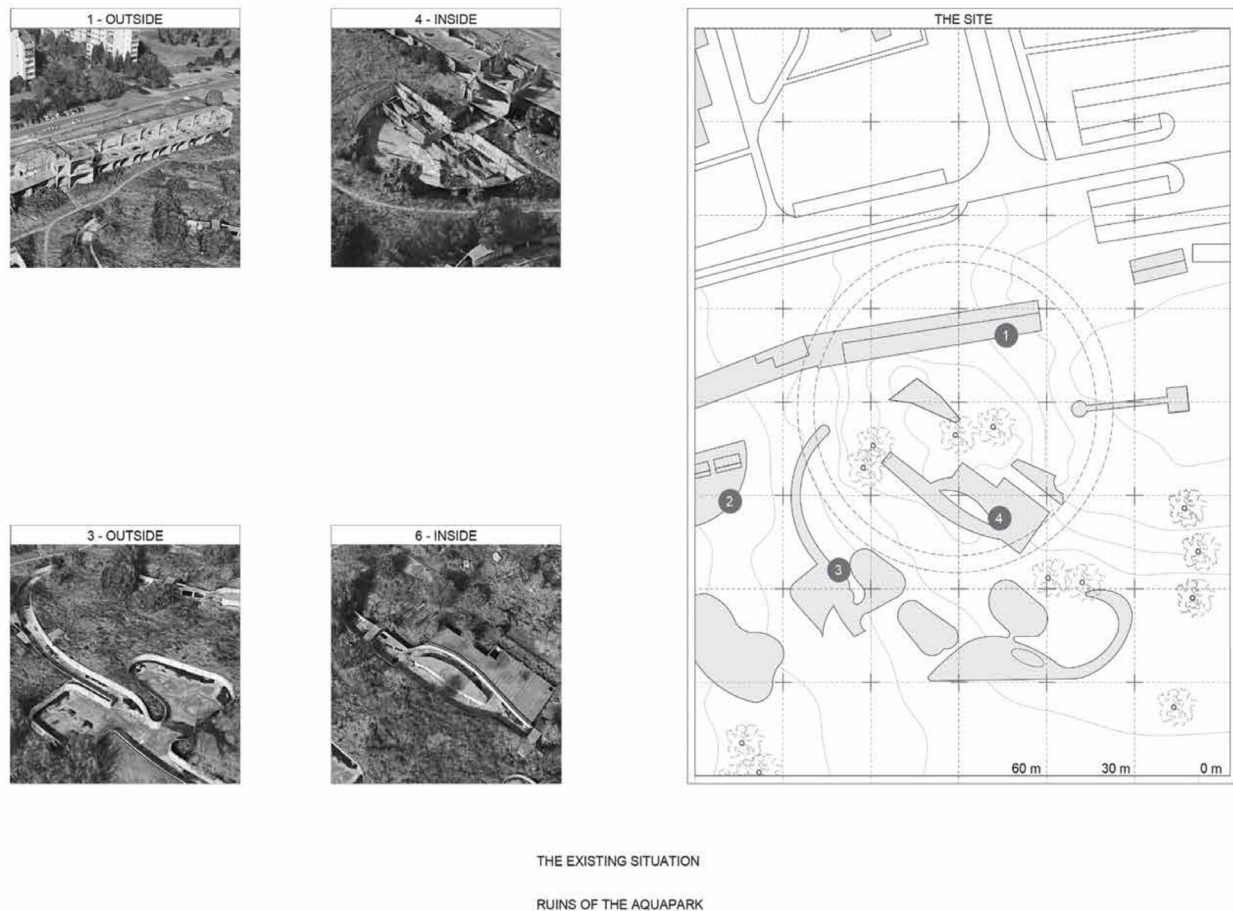 1 - OUTSIDE
4 - INSIDE
THE SITE
1
2
4
3
3 - OUTSIDE
6 - INSIDE
60 m 30 m 0 m
THE EXISTING SITUATION
RUINS OF THE AQUAPARK